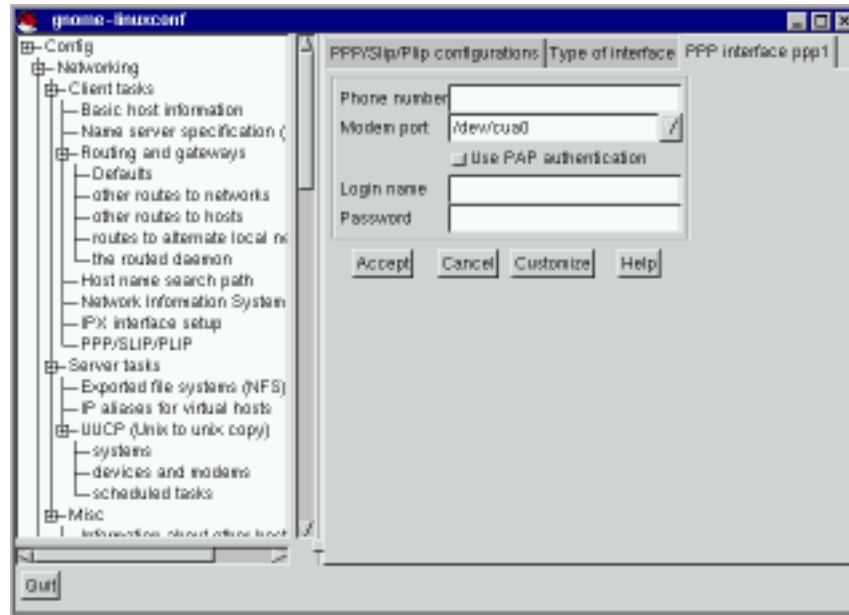 gnome-linuxconf
Config
Networking
Client tasks
Basic host information
Name server specification (
Routing and gateways
Defaults
other routes to networks
other routes to hosts
routes to alternate local ne
the routed daemon
Host name search path
Network Information System
IPX interface setup
PPP/SLIP/PLIP
Server tasks
Exported file systems (NFS)
IP aliases for virtual hosts
UUCP (Unix to unix copy)
systems
devices and modems
scheduled tasks
Misc
Information about other host
PPP/Slip/Plip configurations
Type of interface
PPP interface ppp1
Phone number
Modem port /dev/cua0
Use PAP authentication
Login name
Password
Accept Cancel Customize Help
Quit